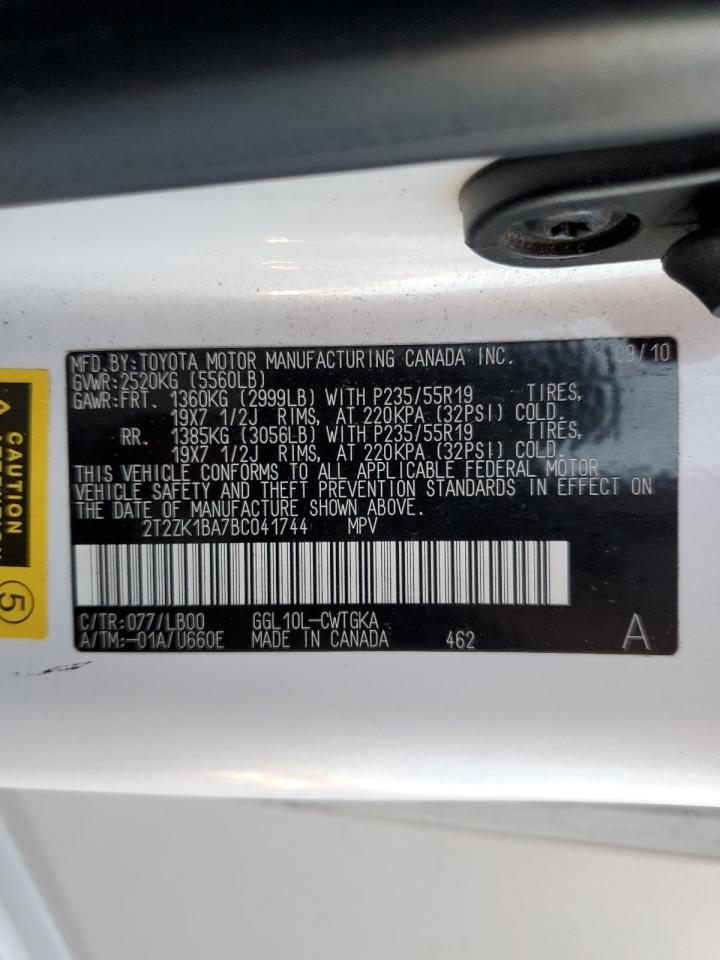 MFD.BY:TOYOTA MOTOR MANUFACTURING CANADA INC. 09/10
GVWR:2520KG (5560LB)
GAWR:FRT. 1360KG (2999LB) WITH P235/55R19 TIRES,
19X7 1/2J RIMS, AT 220KPA (32PSI) COLD.
RR. 1385KG (3056LB) WITH P235/55R19 TIRES,
19X7 1/2J RIMS, AT 220KPA (32PSI) COLD.
THIS VEHICLE CONFORMS TO ALL APPLICABLE FEDERAL MOTOR
VEHICLE SAFETY AND THEFT PREVENTION STANDARDS IN EFFECT ON
THE DATE OF MANUFACTURE SHOWN ABOVE.
2T2ZK1BA7BC041744 MPV
C/TR:077/LB00 GGL10L-CWTGKA
A/TM:-01A/U660E MADE IN CANADA 462 A
CAUTION
5